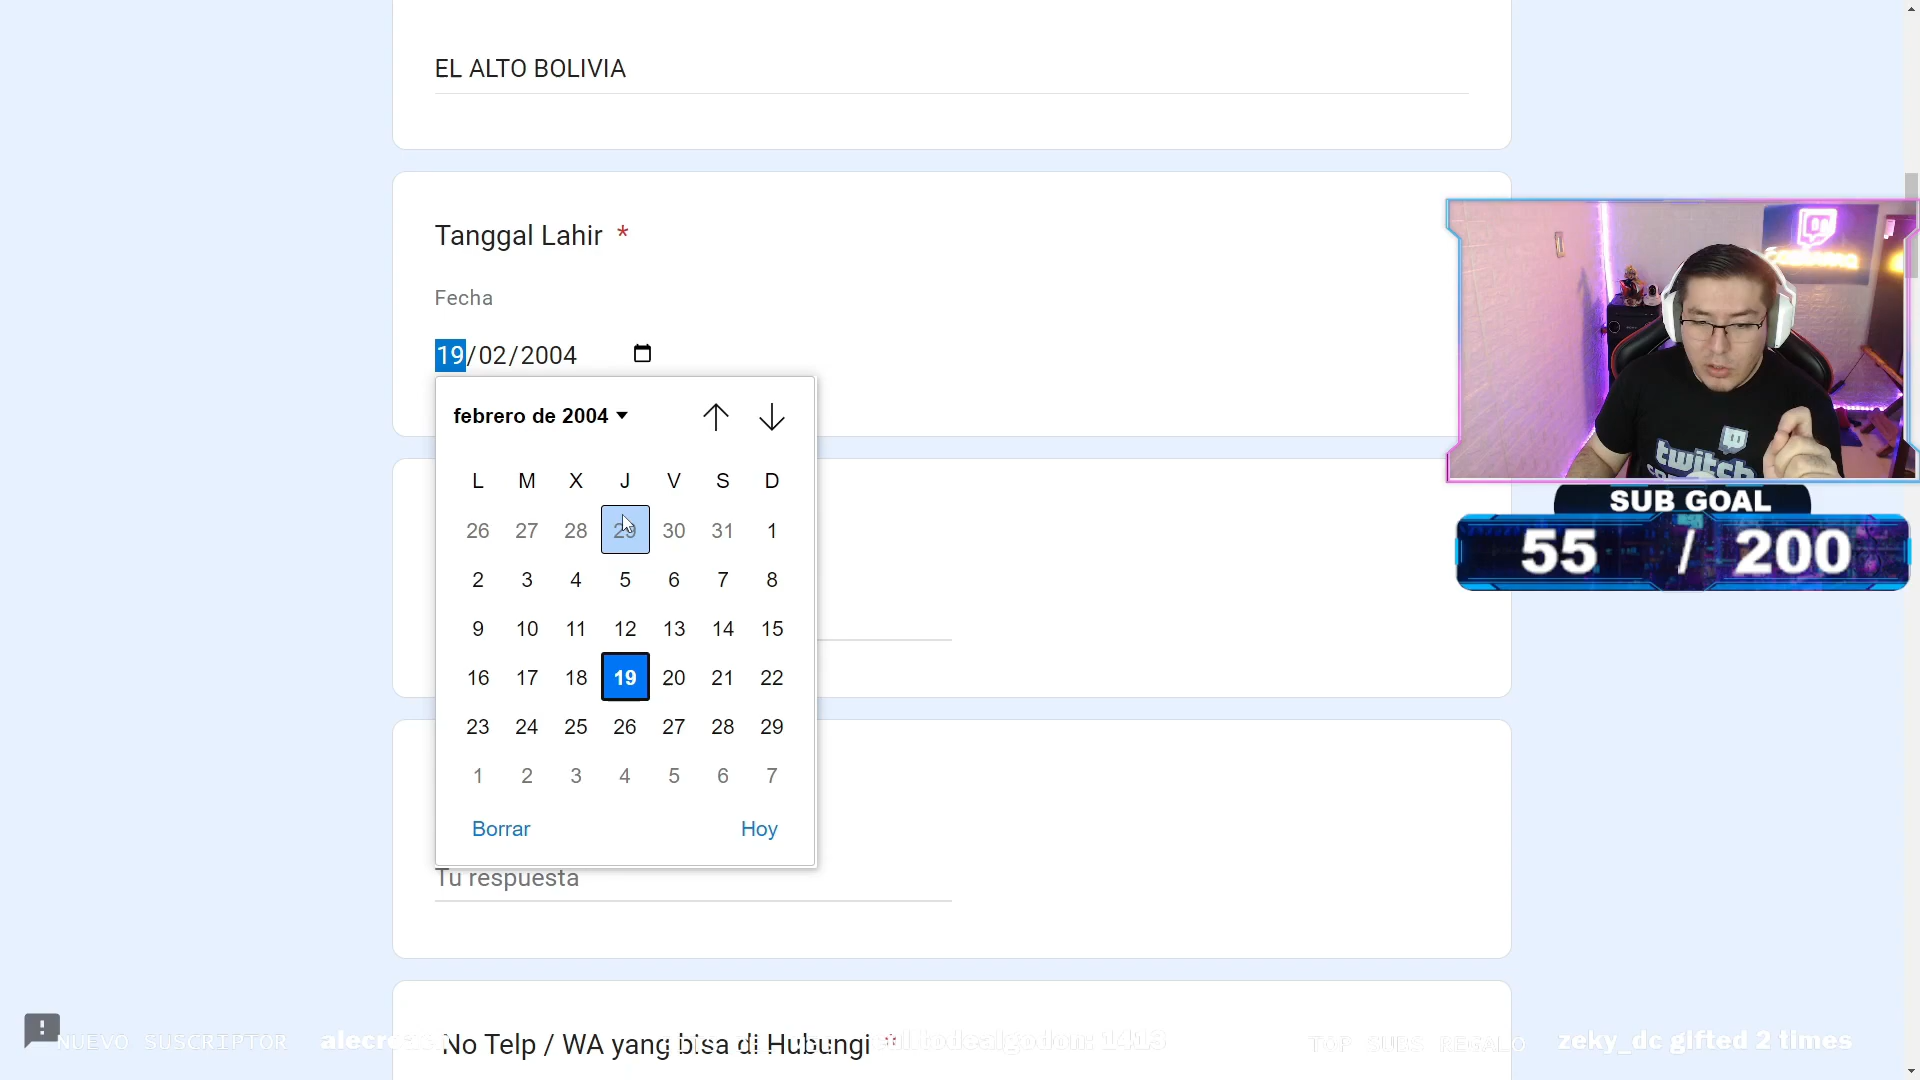 EL ALTO BOLIVIA
Tanggal Lahir *
Fecha
19/02/2004
febrero de 2004
L M X J V S D
26 27 28 29 30 31 1
2 3 4 5 6 7 8
9 10 11 12 13 14 15
16 17 18 19 20 21 22
23 24 25 26 27 28 29
1 2 3 4 5 6 7
Borrar Hoy
Tu respuesta
twitch
SUB GOAL
55 / 200
No Telp / WA yang bisa di Hubungi *
NUEVO SUSCRIPTOR
TOP SUBS REGALO zeky_dc gifted 2 times